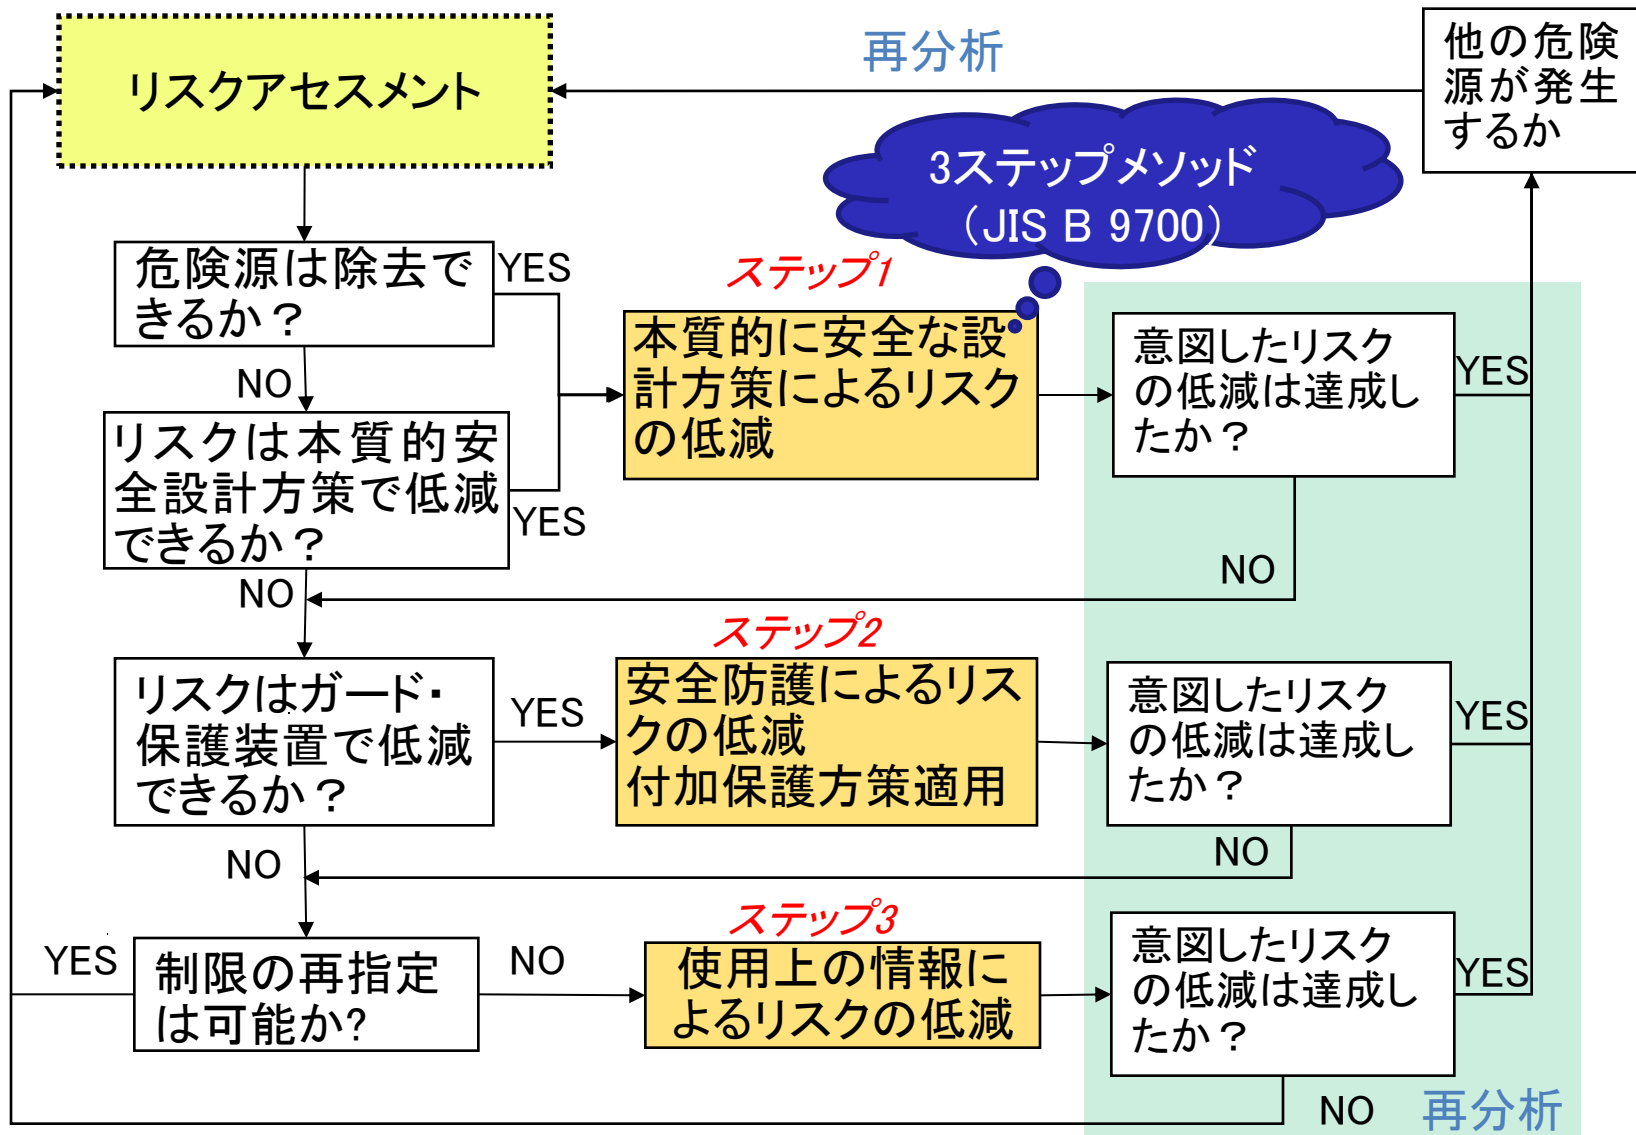 再分析
他の危険
源が発生
するか
リスクアセスメント
3ステップメソッド
（JIS B 9700）
危険源は除去で
きるか？
YES
ステップ1
本質的に安全な設
計方策によるリスク
の低減
意図したリスク
の低減は達成し
たか？
YES
NO
リスクは本質的安
全設計方策で低減
できるか？
YES
NO
NO
ステップ2
リスクはガード・
保護装置で低減
できるか？
YES
安全防護によるリス
クの低減
付加保護方策適用
意図したリスク
の低減は達成し
たか？
YES
NO
NO
ステップ3
YES
制限の再指定
は可能か?
NO
使用上の情報に
よるリスクの低減
意図したリスク
の低減は達成し
たか？
YES
NO
再分析